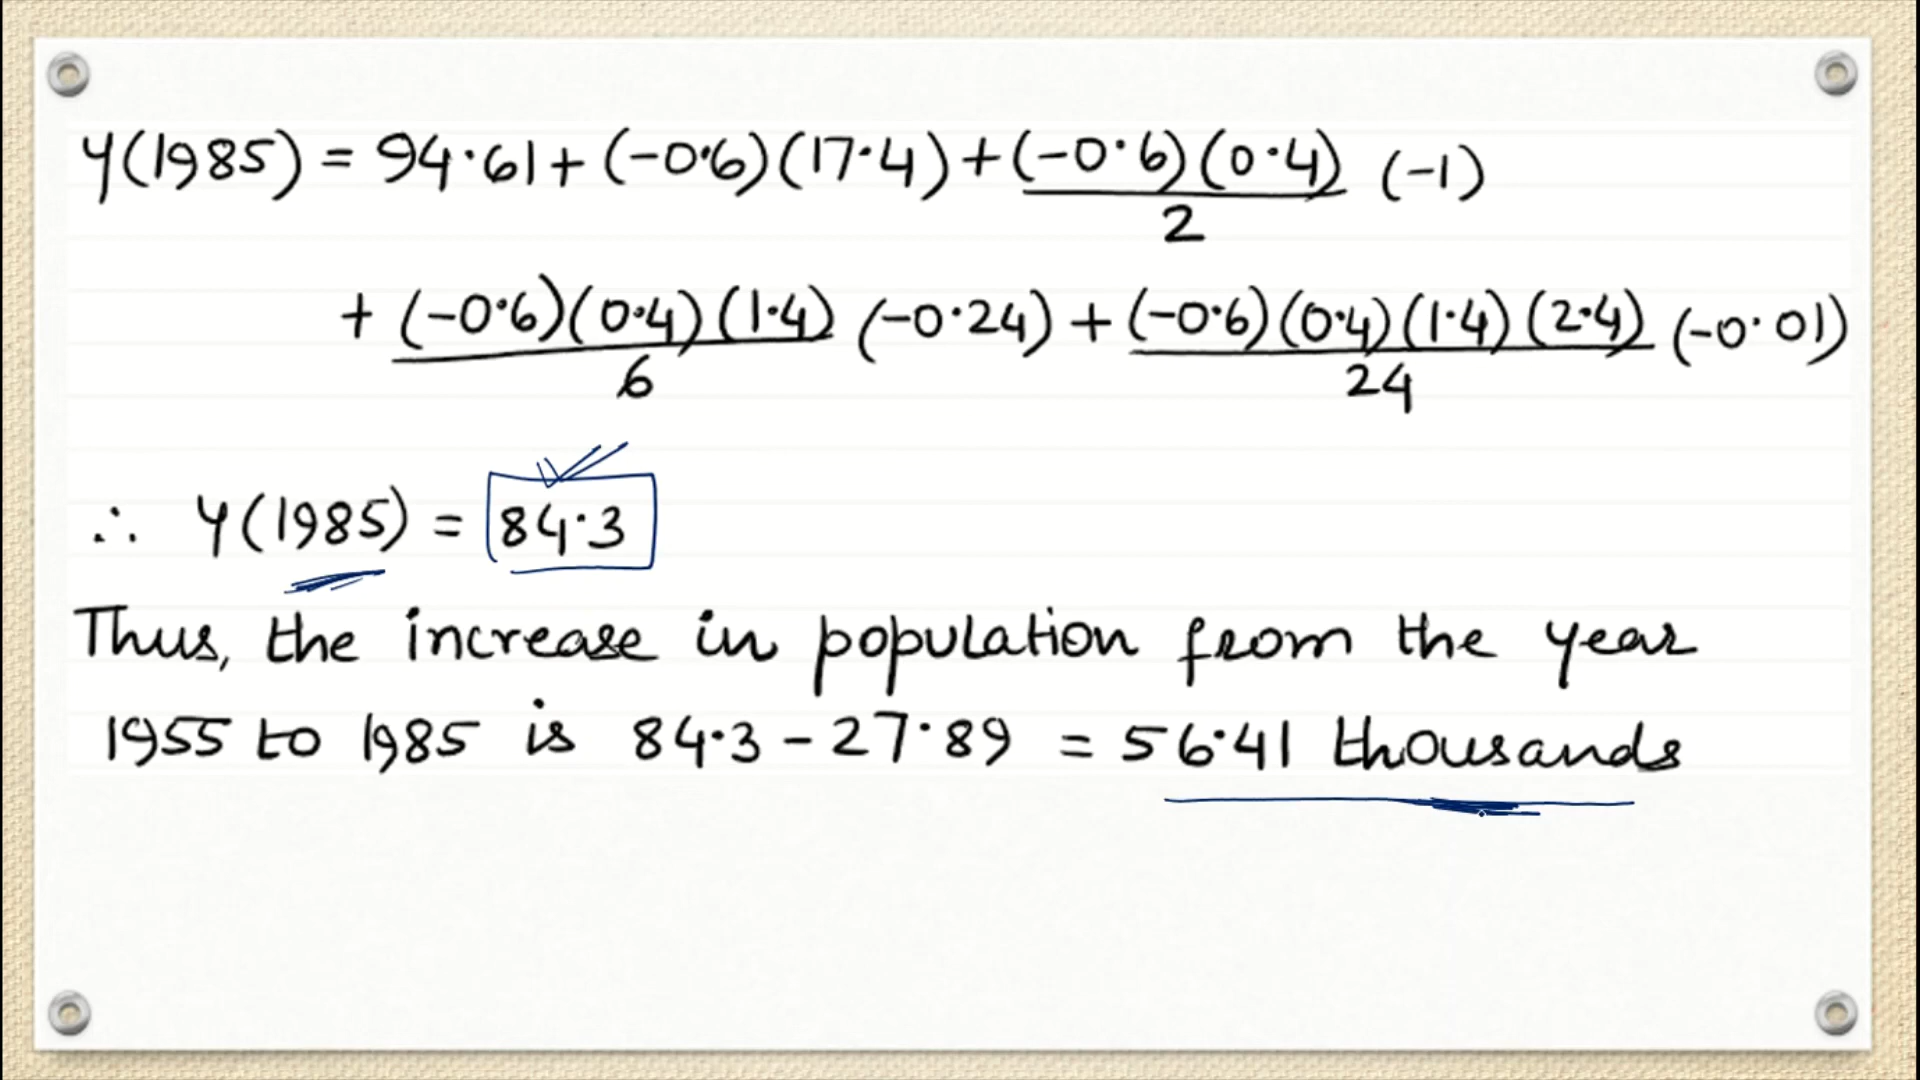 Y(1985) = 94·61 + (-0·6)(17·4) + (-0·6)(0·4)/2 (-1)
+ (-0·6)(0·4)(1·4)/6 (-0·24) + (-0·6)(0·4)(1·4)(2·4)/24 (-0·01)
∴ Y(1985) = 84·3
Thus, the increase in population from the year
1955 to 1985 is 84·3 - 27·89 = 56·41 thousands